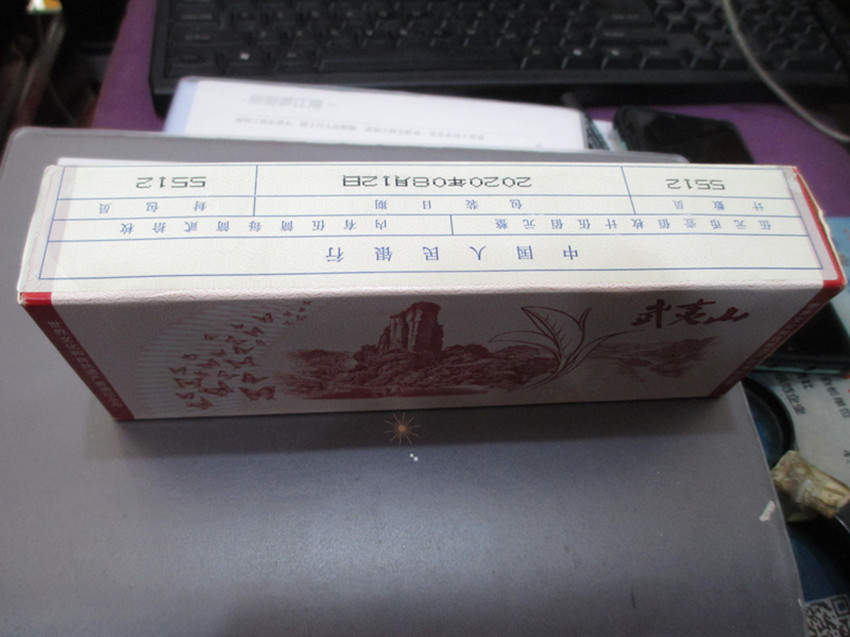 中国人民银行
伍元币壹佰枚计伍佰元整 内有伍筒每筒贰拾枚
计数员 包装日期 封包员
5512 2020年08月12日 5512
武夷山